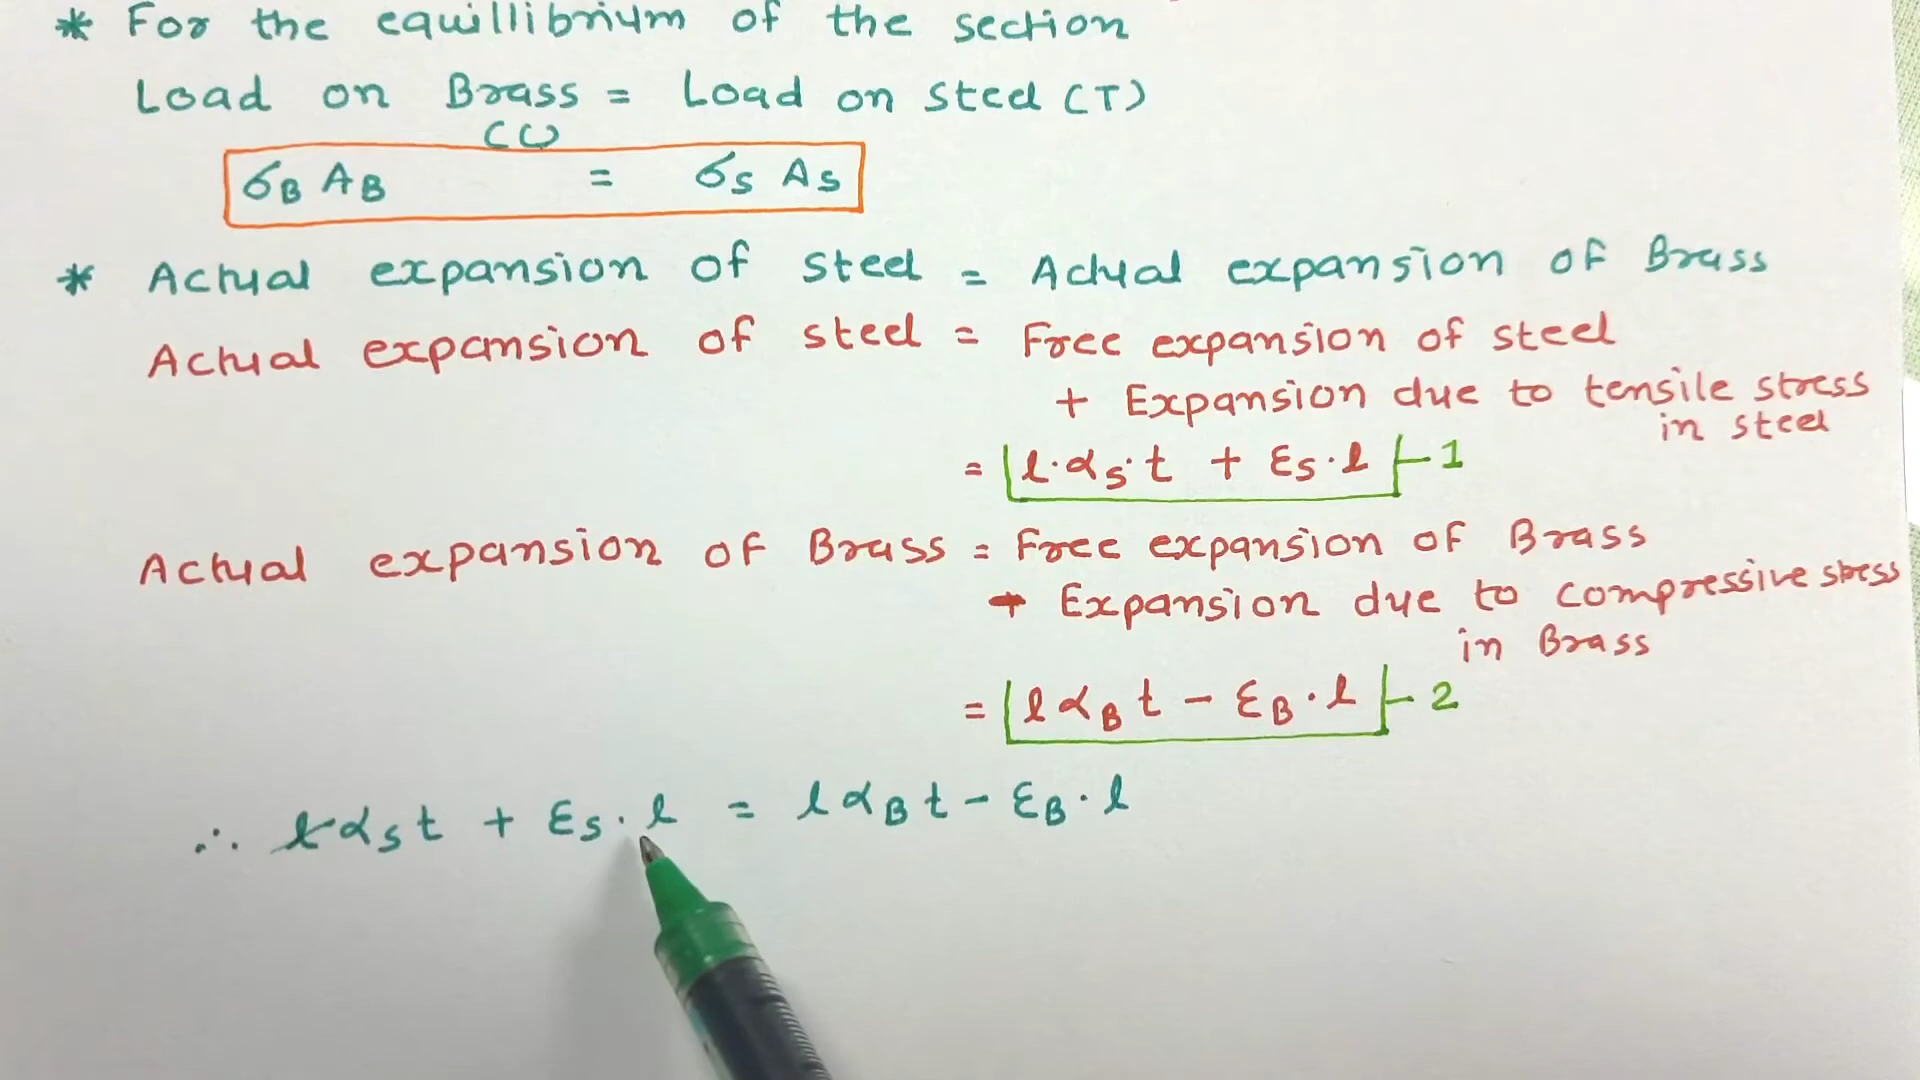 * For the equillibrium of the section
Load on Brass = Load on steel (T)
(C)
σB AB = σS AS
* Actual expansion of steel = Actual expansion of Brass
Actual expansion of steel = Free expansion of steel
+ Expansion due to tensile stress
in steel
= l·αS·t + εS·l -1
Actual expansion of Brass = Free expansion of Brass
+ Expansion due to compressive stress
in Brass
= lαB t - εB·l -2
∴ lαS t + εS·l = lαB t - εB·l